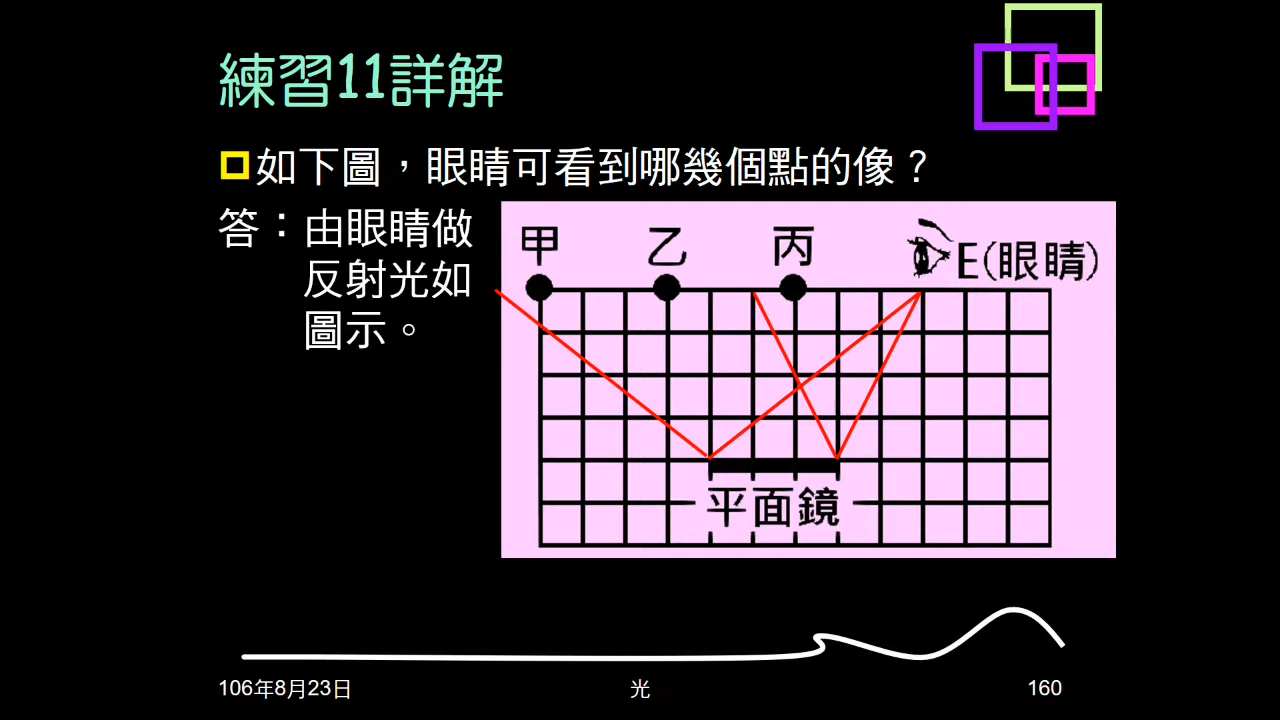 練習11詳解
如下圖，眼睛可看到哪幾個點的像？
答：由眼睛做
反射光如
圖示。
甲 乙 丙 E(眼睛)
平面鏡
106年8月23日 光 160